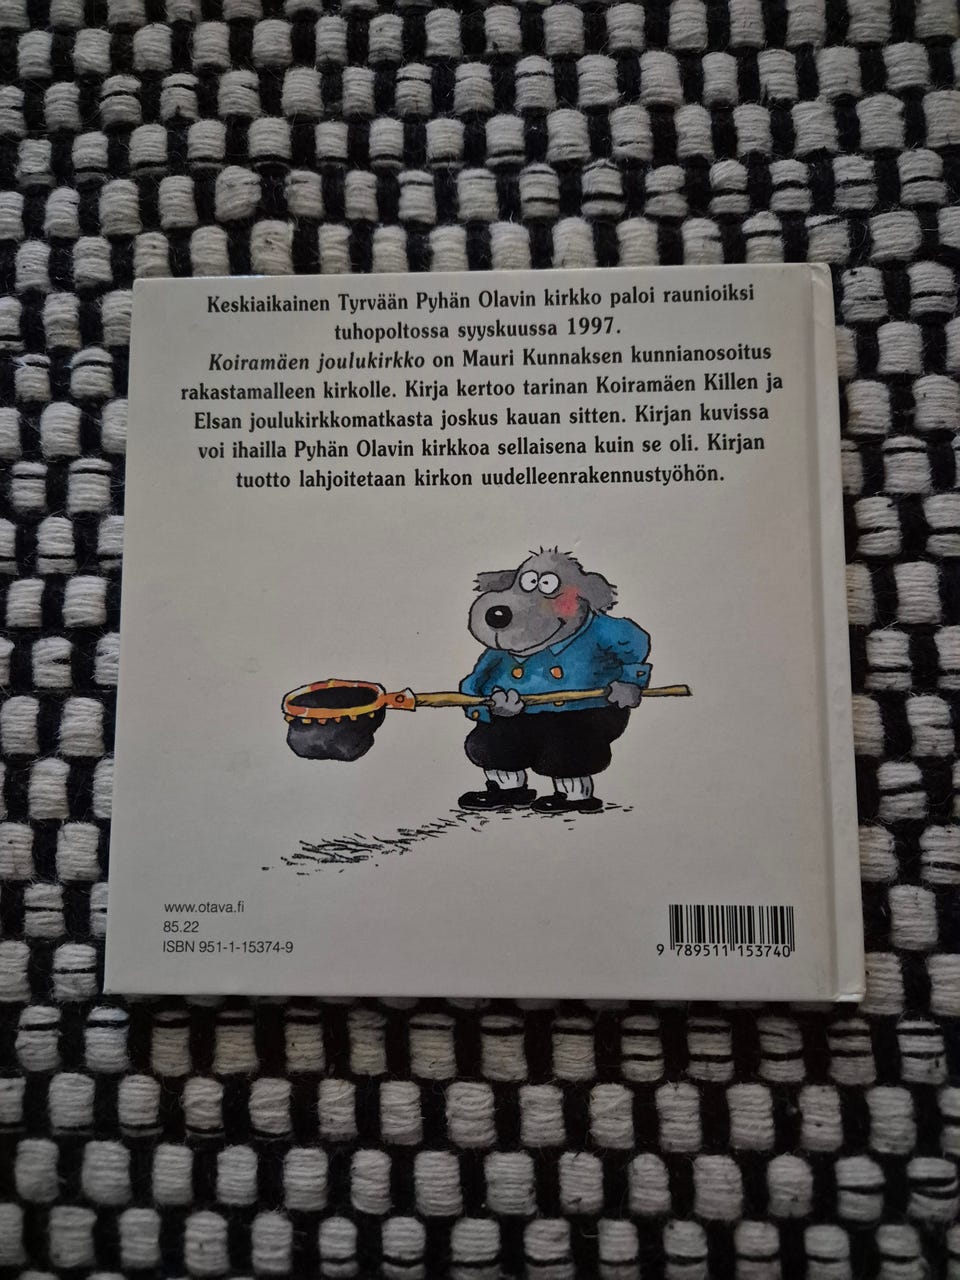 Keskiaikainen Tyrvään Pyhän Olavin kirkko paloi raunioiksi
tuhopoltossa syyskuussa 1997.
Koiramäen joulukirkko on Mauri Kunnaksen kunnianosoitus
rakastamalleen kirkolle. Kirja kertoo tarinan Koiramäen Killen ja
Elsan joulukirkkomatkasta joskus kauan sitten. Kirjan kuvissa
voi ihailla Pyhän Olavin kirkkoa sellaisena kuin se oli. Kirjan
tuotto lahjoitetaan kirkon uudelleenrakennustyöhön.
www.otava.fi
85.22
ISBN 951-1-15374-9
9 789511 153740